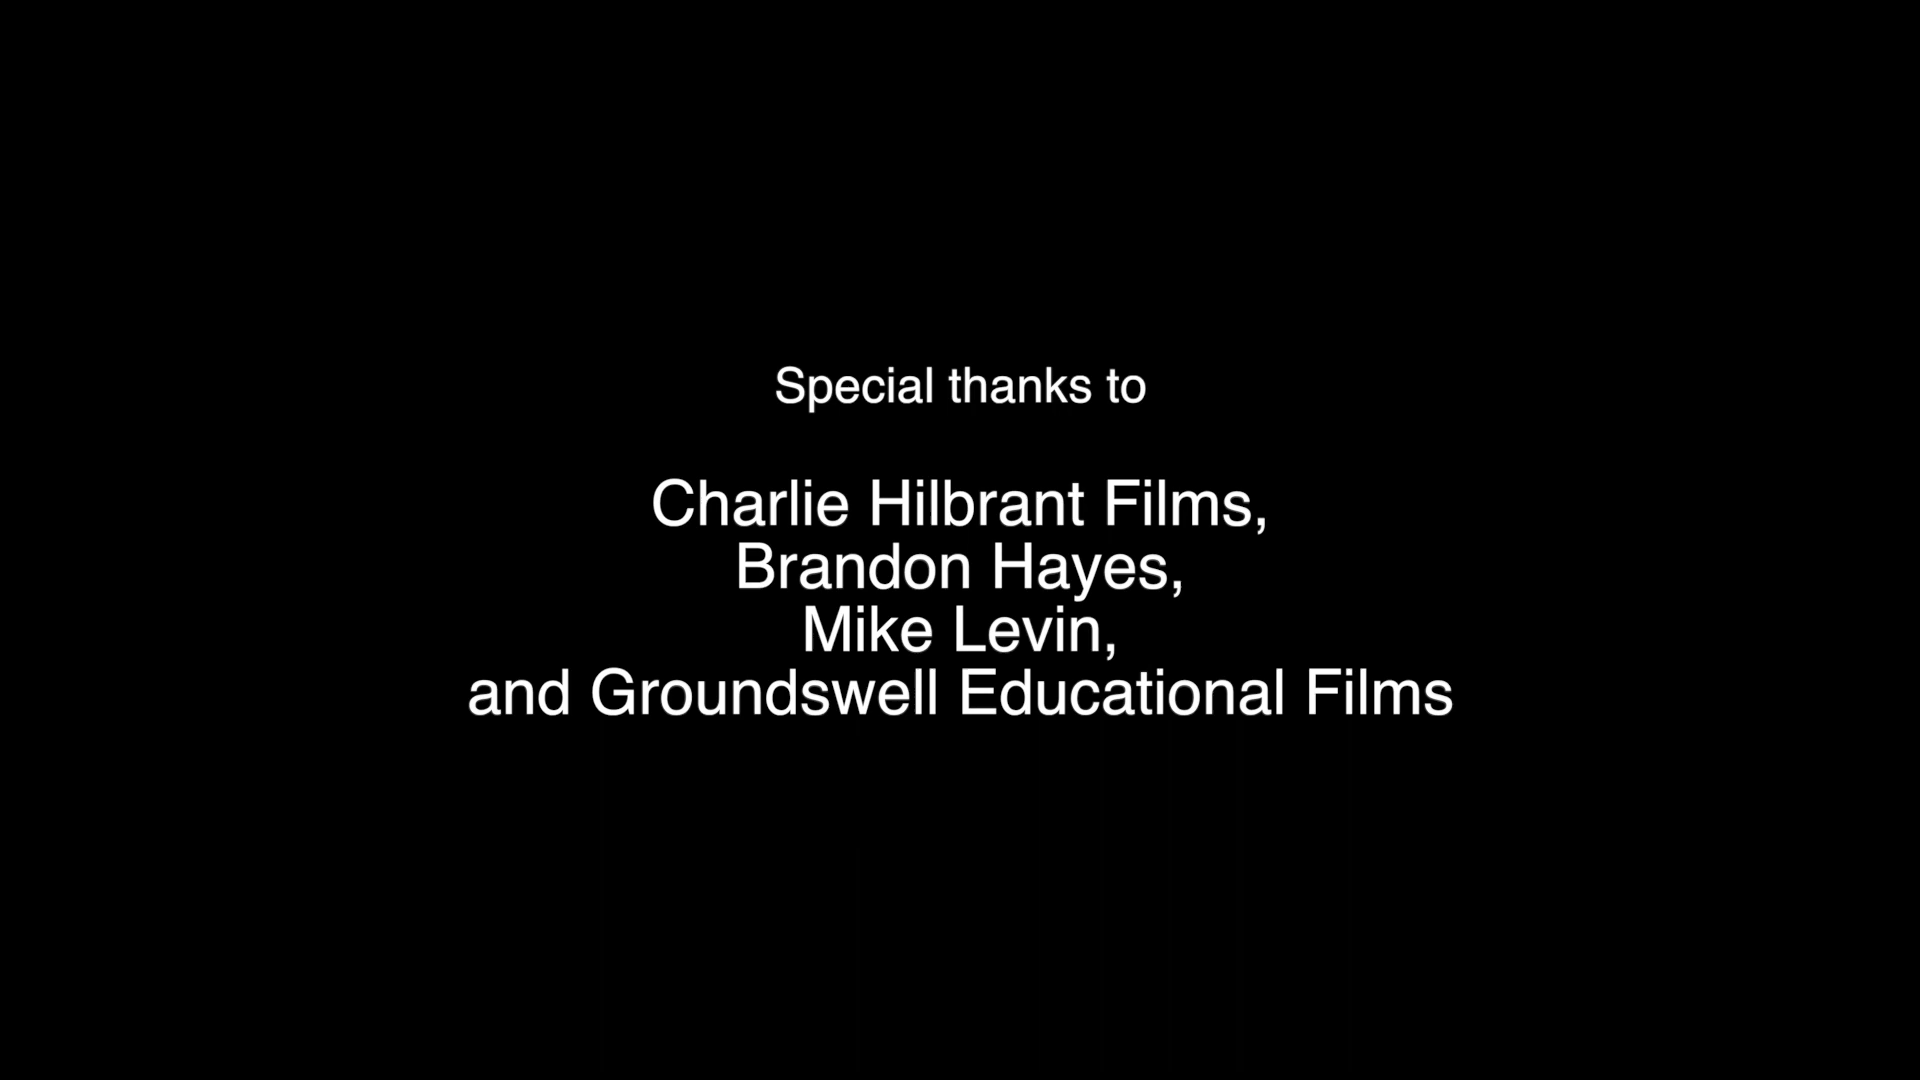 Special thanks to
Charlie Hilbrant Films,
Brandon Hayes,
Mike Levin,
and Groundswell Educational Films